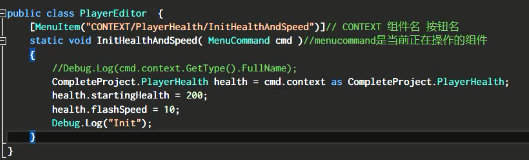 public class PlayerEditor {
[MenuItem("CONTEXT/PlayerHealth/InitHealthAndSpeed")]// CONTEXT 组件名 按钮名
static void InitHealthAndSpeed( MenuCommand cmd )//menucommand是当前正在操作的组件
{
//Debug.Log(cmd.context.GetType().FullName);
CompleteProject.PlayerHealth health = cmd.context as CompleteProject.PlayerHealth;
health.startingHealth = 200;
health.flashSpeed = 10;
Debug.Log("Init");
}
}